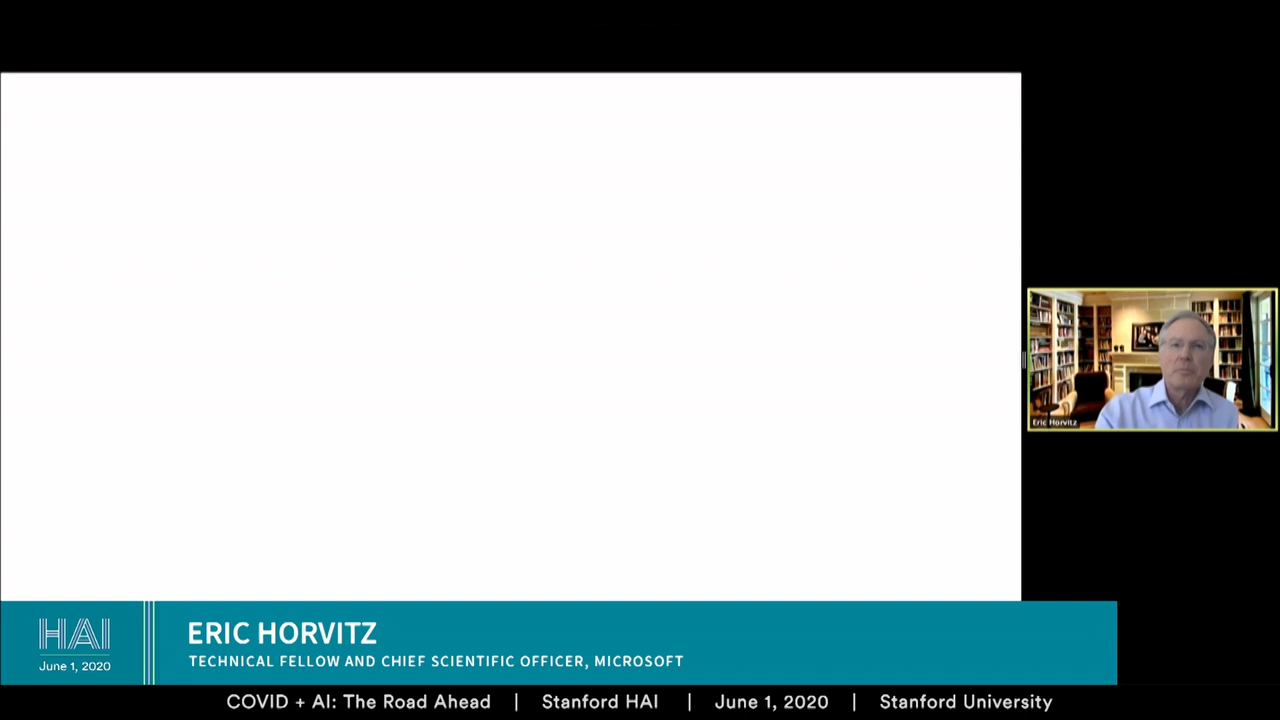 Eric Horvitz
HAI
June 1, 2020
ERIC HORVITZ
TECHNICAL FELLOW AND CHIEF SCIENTIFIC OFFICER, MICROSOFT
COVID + AI: The Road Ahead | Stanford HAI | June 1, 2020 | Stanford University